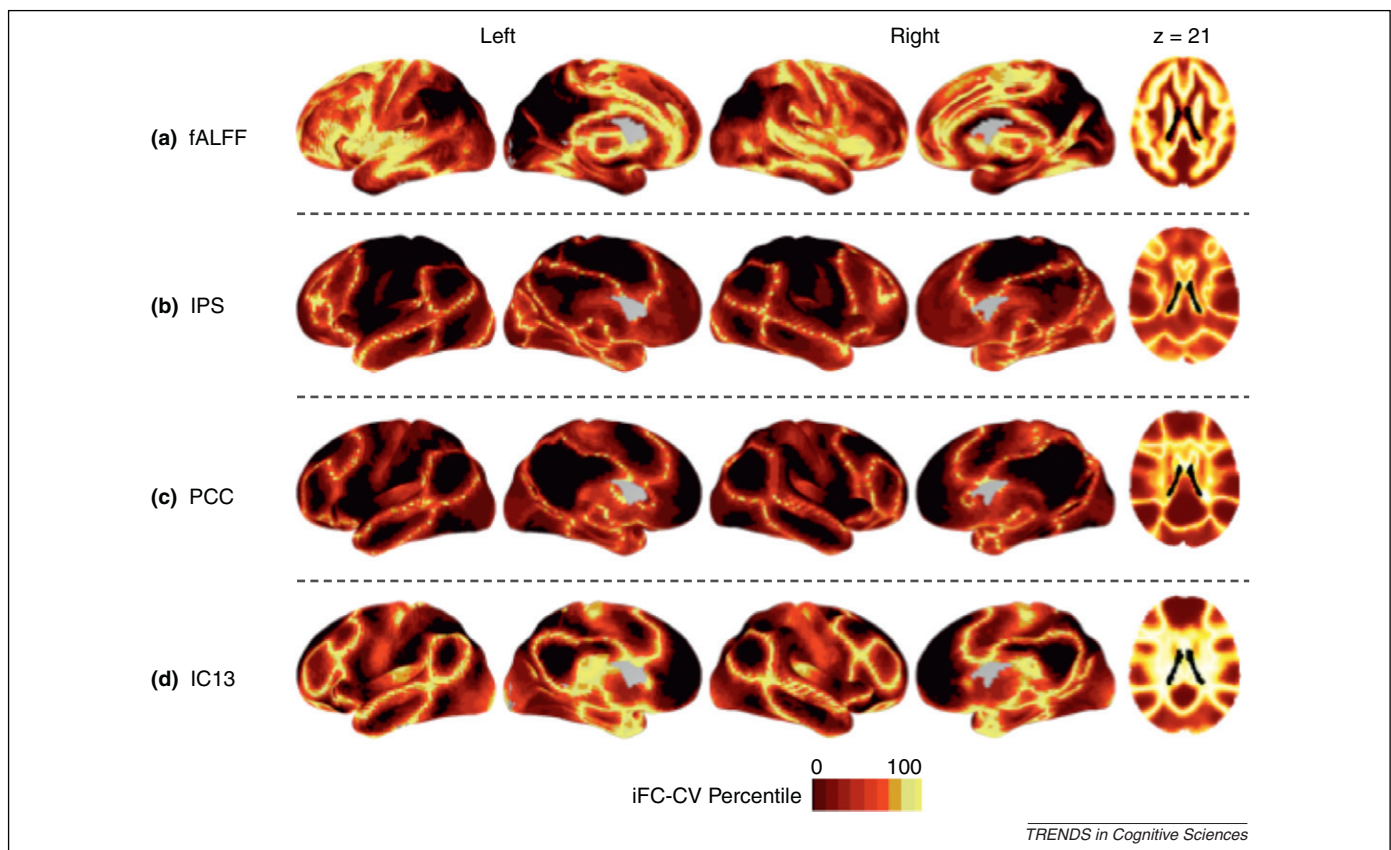 Left Right z = 21
(a) fALFF
(b) IPS
(c) PCC
(d) IC13
0 100
iFC-CV Percentile
TRENDS in Cognitive Sciences